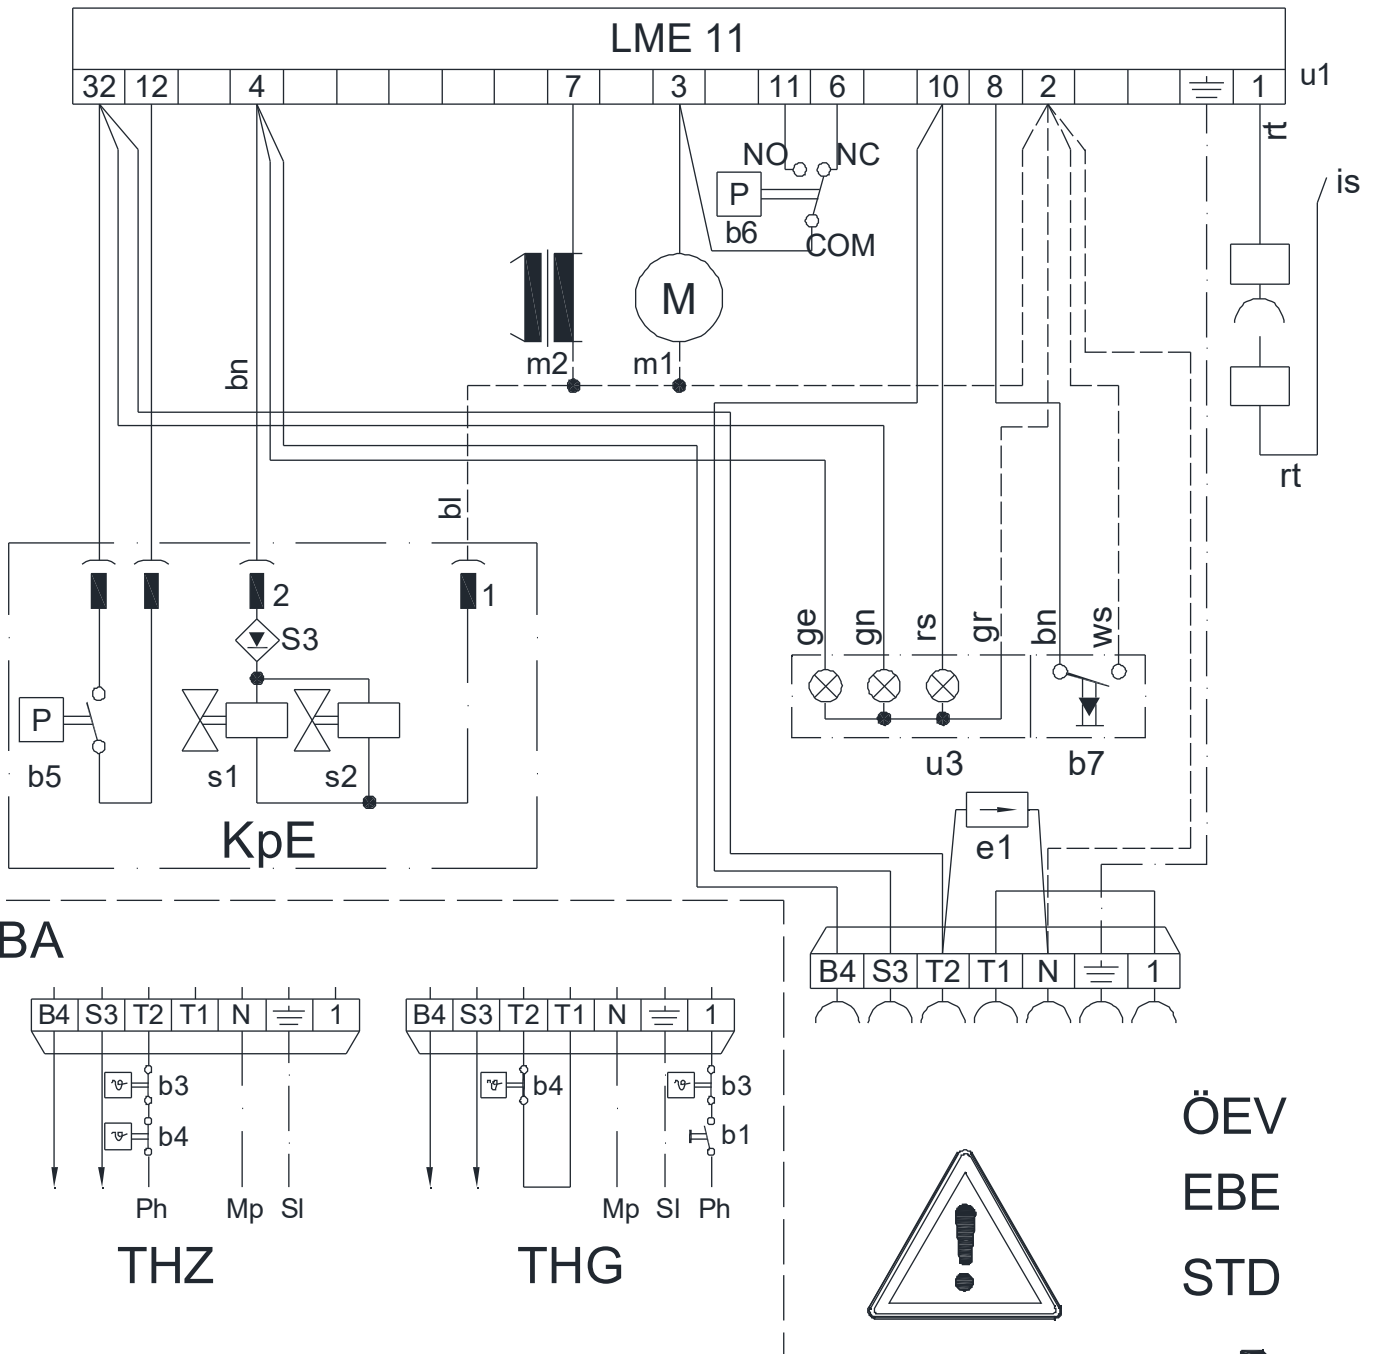 LME 11
32 12 4 7 3 11 6 10 8 2 1 u1
rt
NO NC
is
P
b6
COM
M
m2 m1
bn
rt
bl
2 1
S3
ge gn rs gr bn ws
P
b5 s1 s2
u3 b7
KpE
e1
BA
B4 S3 T2 T1 N 1
B4 S3 T2 T1 N 1
B4 S3 T2 T1 N 1
ϑ b3
ϑ b4
Ph Mp Sl
THZ
ϑ b4
ϑ b3
b1
Mp Sl Ph
THG
!
ÖEV
EBE
STD